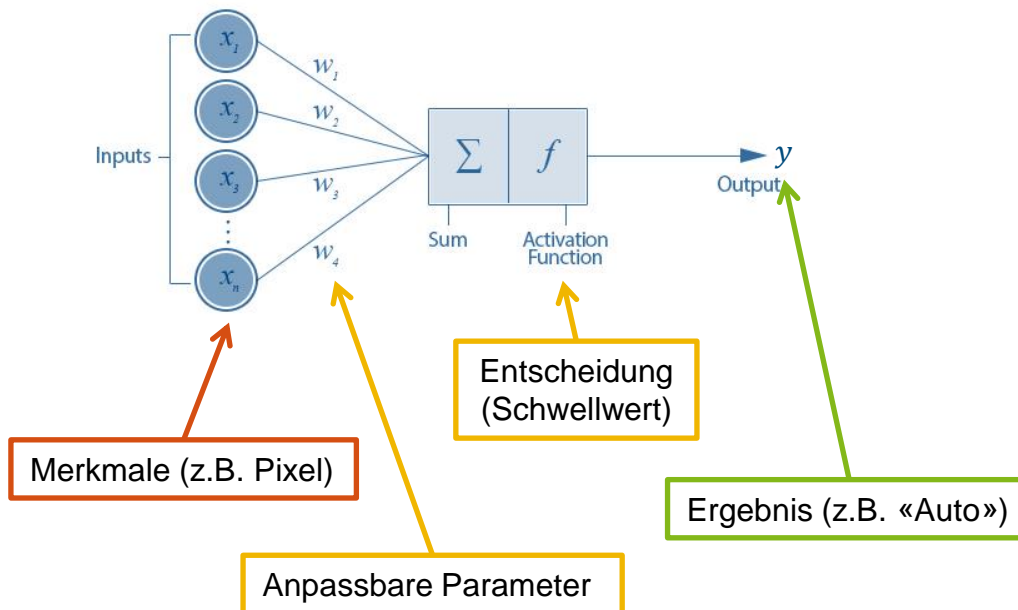 x₁
w₁
x₂
w₂
Inputs
∑ f
y
x₃
w₃
Output
Sum
Activation
Function
w₄
xₙ
Entscheidung
(Schwellwert)
Merkmale (z.B. Pixel)
Ergebnis (z.B. «Auto»)
Anpassbare Parameter